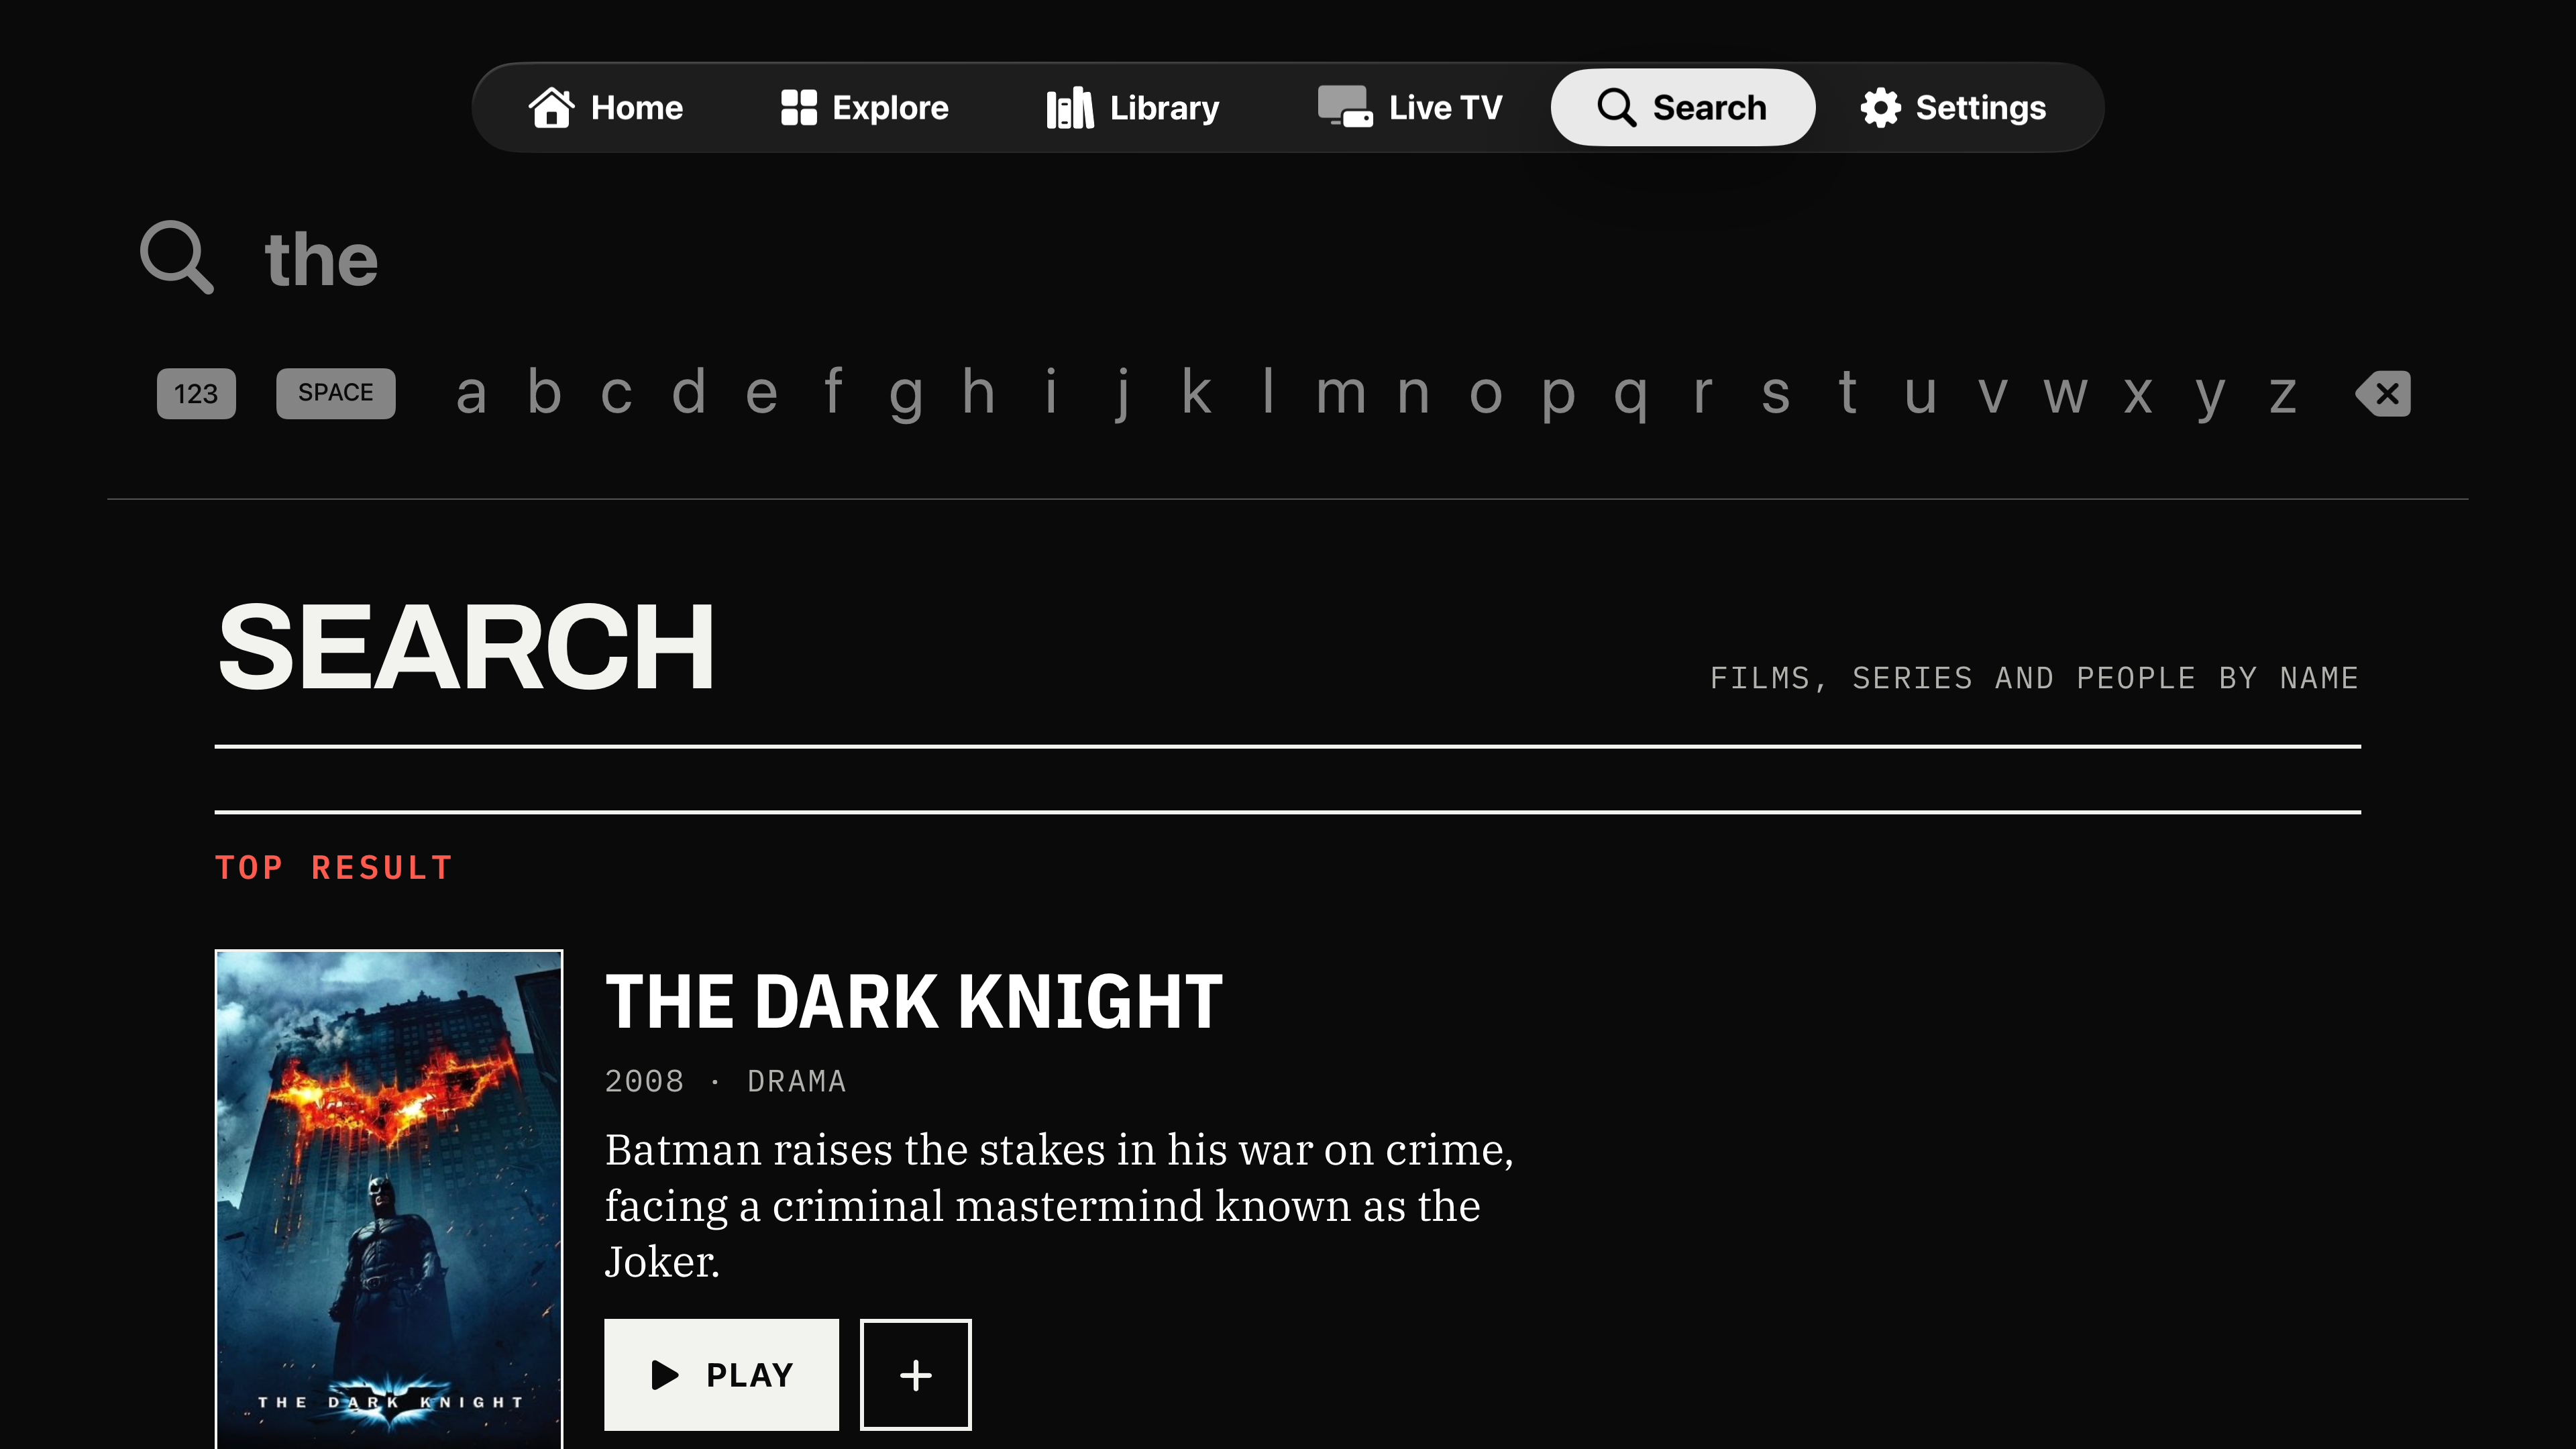 Home Explore Library Live TV Search Settings
the
123 SPACE a b c d e f g h i j k l m n o p q r s t u v w x y z
SEARCH
FILMS, SERIES AND PEOPLE BY NAME
TOP RESULT
THE DARK KNIGHT
2008 · DRAMA
Batman raises the stakes in his war on crime,
facing a criminal mastermind known as the
Joker.
PLAY
THE DARK KNIGHT